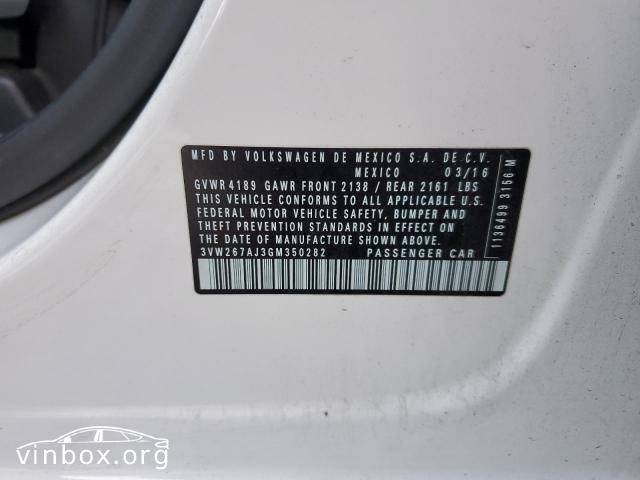 MFD BY VOLKSWAGEN DE MEXICO S.A. DE C.V.
MEXICO 03/16
GVWR 4189 GAWR FRONT 2138 / REAR 2161 LBS
THIS VEHICLE CONFORMS TO ALL APPLICABLE U.S.
FEDERAL MOTOR VEHICLE SAFETY, BUMPER AND
THEFT PREVENTION STANDARDS IN EFFECT ON
THE DATE OF MANUFACTURE SHOWN ABOVE.
3VW267AJ3GM350282 PASSENGER CAR
1136499 3156 M
vinbox.org